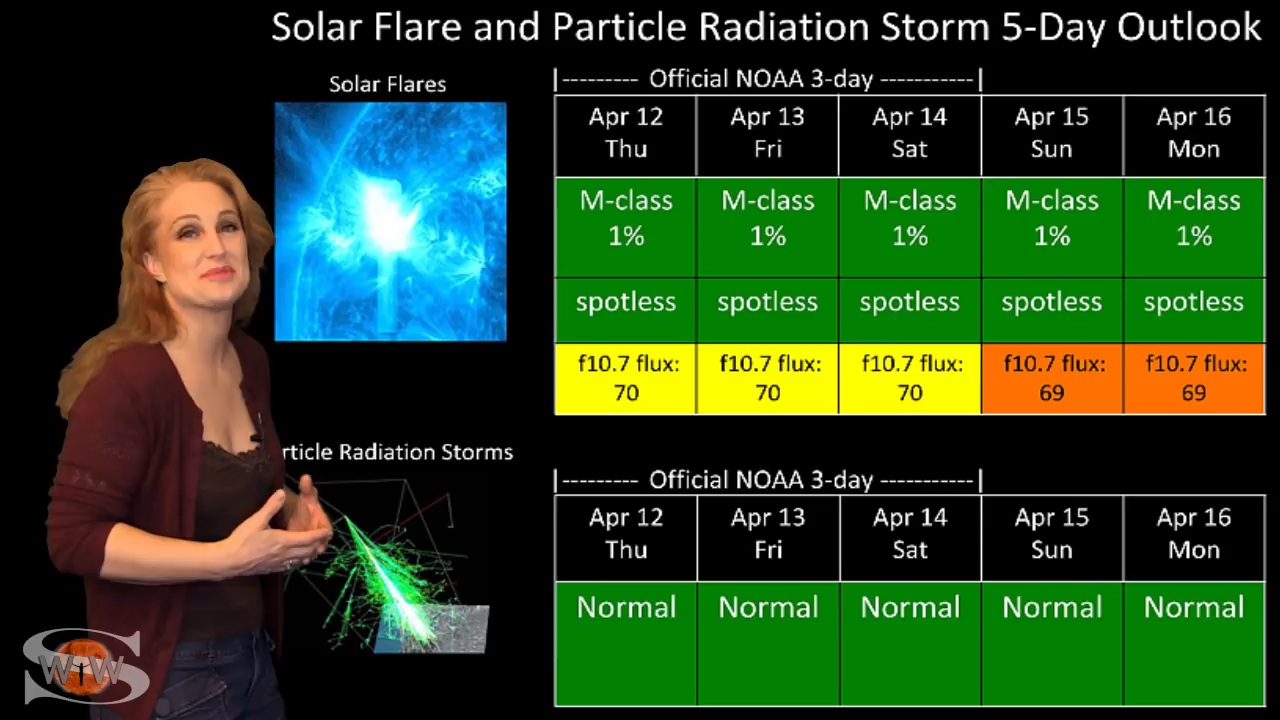 Solar Flare and Particle Radiation Storm 5-Day Outlook
Solar Flares
|--------- Official NOAA 3-day -----------|
Apr 12 Apr 13 Apr 14 Apr 15 Apr 16
Thu Fri Sat Sun Mon
M-class M-class M-class M-class M-class
1% 1% 1% 1% 1%
spotless spotless spotless spotless spotless
f10.7 flux: f10.7 flux: f10.7 flux: f10.7 flux: f10.7 flux:
70 70 70 69 69
rticle Radiation Storms
|--------- Official NOAA 3-day -----------|
Apr 12 Apr 13 Apr 14 Apr 15 Apr 16
Thu Fri Sat Sun Mon
Normal Normal Normal Normal Normal
S
WTW